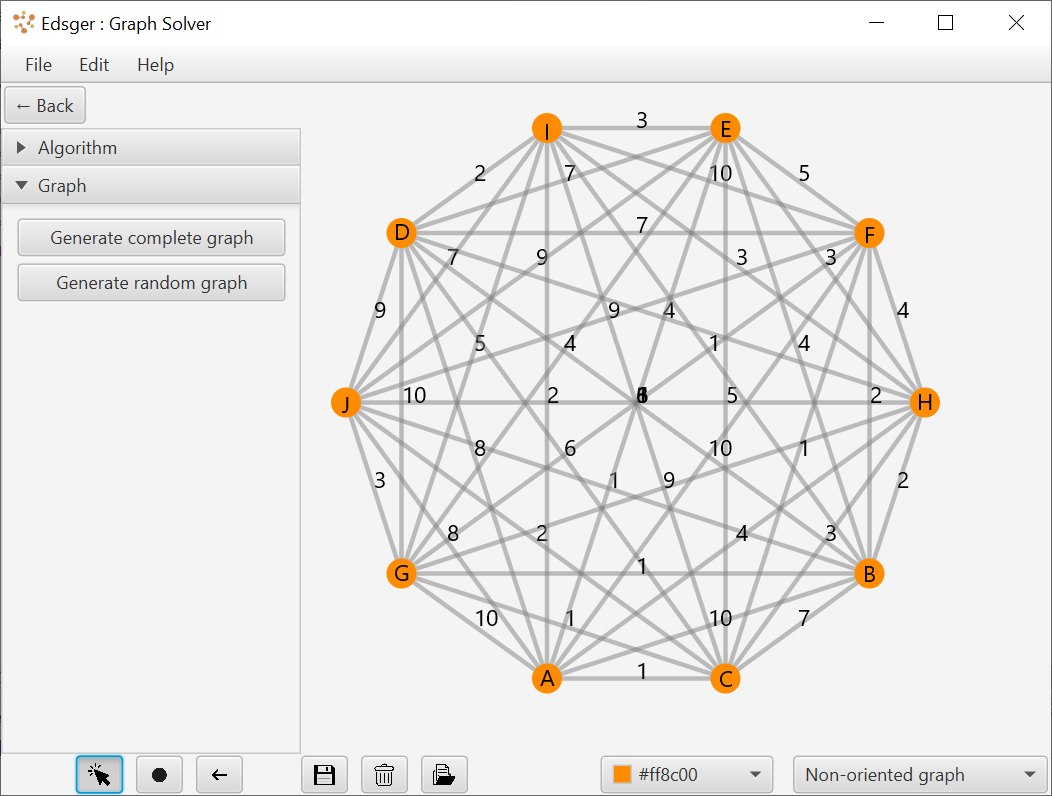 Edsger : Graph Solver
File Edit Help
← Back
Algorithm
Graph
Generate complete graph
Generate random graph
I 3 E
2 7 10 5
D 7 F
7 9 3 3
9 9 4 4
5 4 1 4
J 10 2 5 2 H
8 6 10 1
3 1 9 2
8 2 4 3
G 1 B
10 1 10 7
A 1 C
#ff8c00
Non-oriented graph